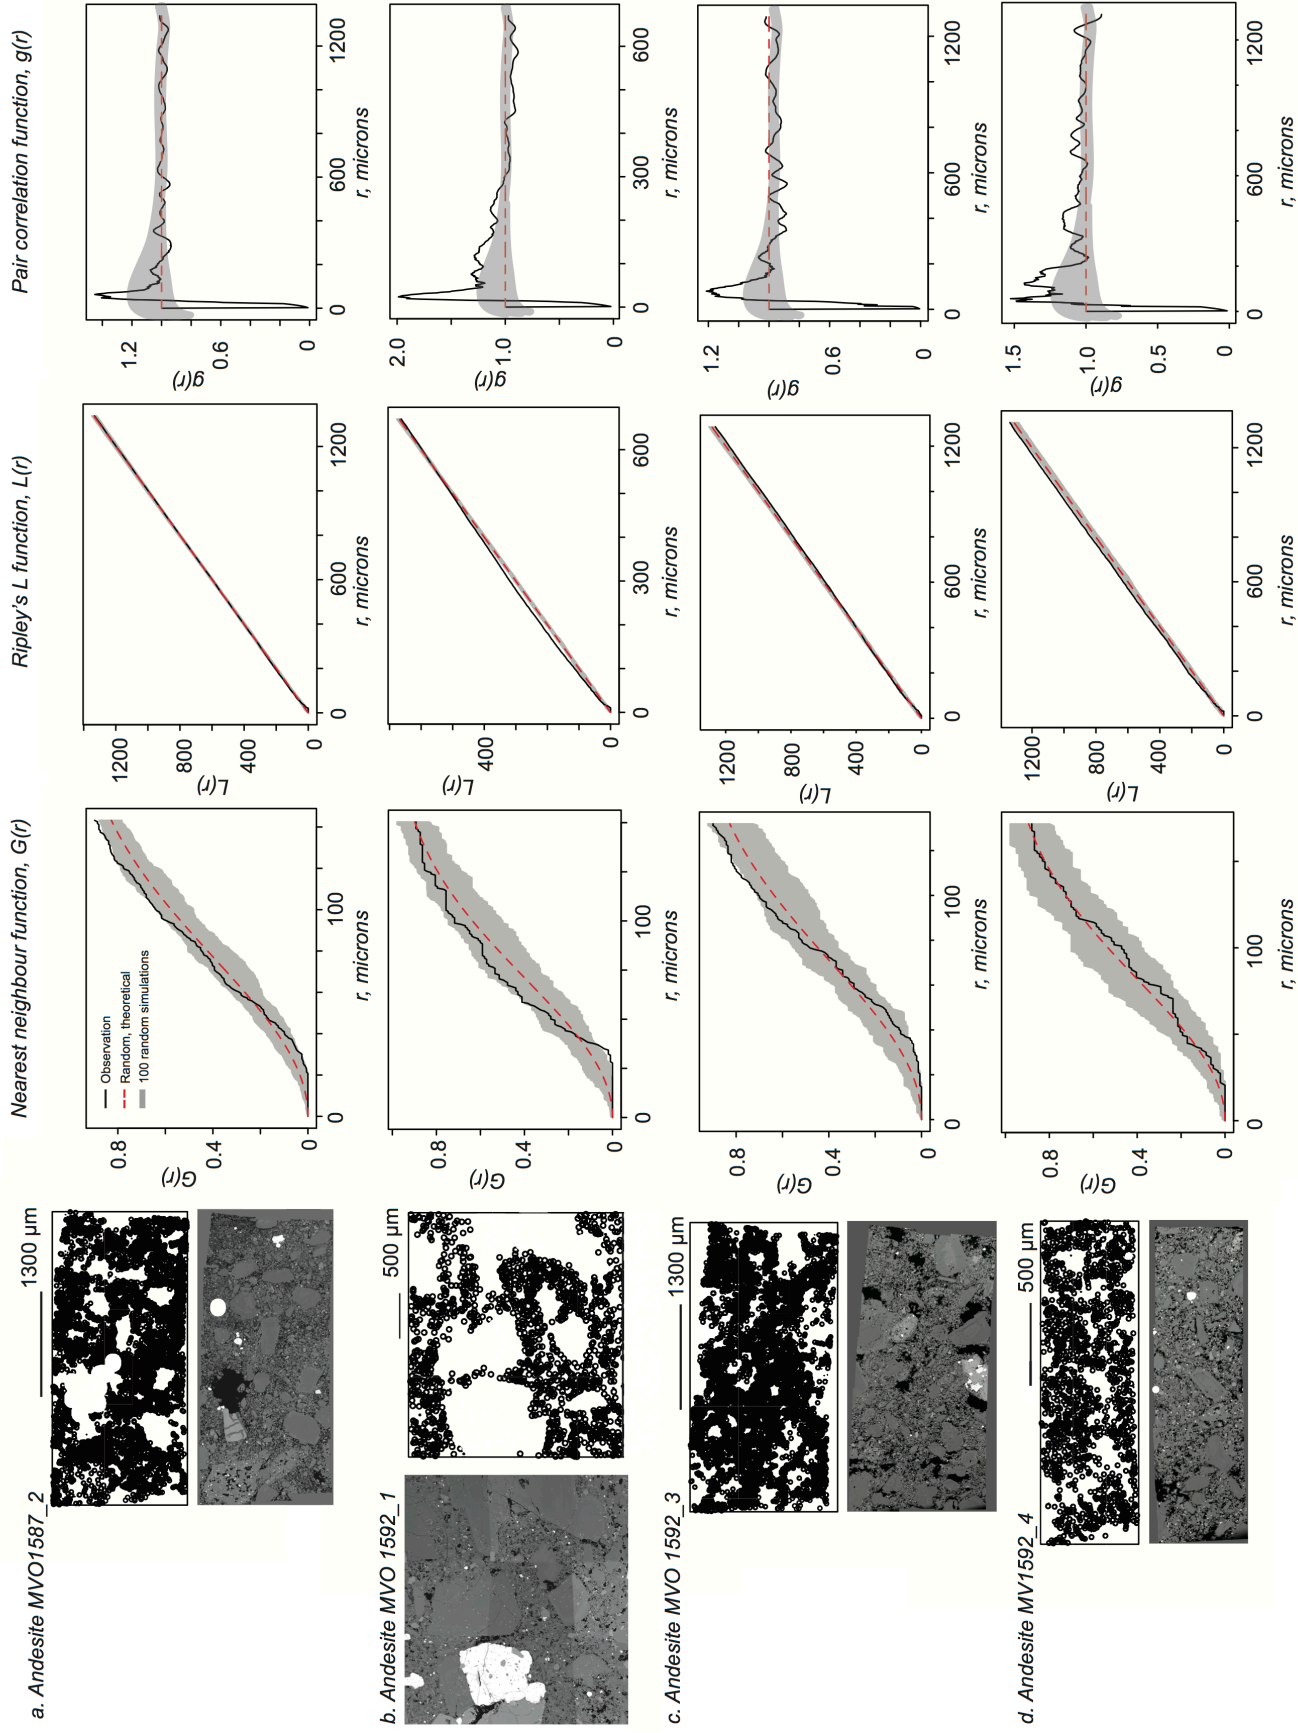 Nearest neighbour function, G(r)
Ripley's L function, L(r)
Pair correlation function, g(r)
a. Andesite MVO1587_2
1300 µm
G(r)
0.8
0.4
0
Observation
Random, theoretical
100 random simulations
0
100
r, microns
L(r)
1200
800
400
0
0
600
1200
r, microns
g(r)
1.2
0.6
0
0
600
1200
r, microns
b. Andesite MVO 1592_1
500 µm
G(r)
0.8
0.4
0
0
100
r, microns
L(r)
400
0
0
300
600
r, microns
g(r)
2.0
1.0
0
0
300
600
r, microns
c. Andesite MVO 1592_3
1300 µm
G(r)
0.8
0.4
0
0
100
r, microns
L(r)
1200
800
400
0
0
600
1200
r, microns
g(r)
1.2
0.6
0
0
600
1200
r, microns
d. Andesite MV1592_4
500 µm
G(r)
0.8
0.4
0
0
100
r, microns
L(r)
1200
800
400
0
0
600
1200
r, microns
g(r)
1.5
1.0
0.5
0
0
600
1200
r, microns